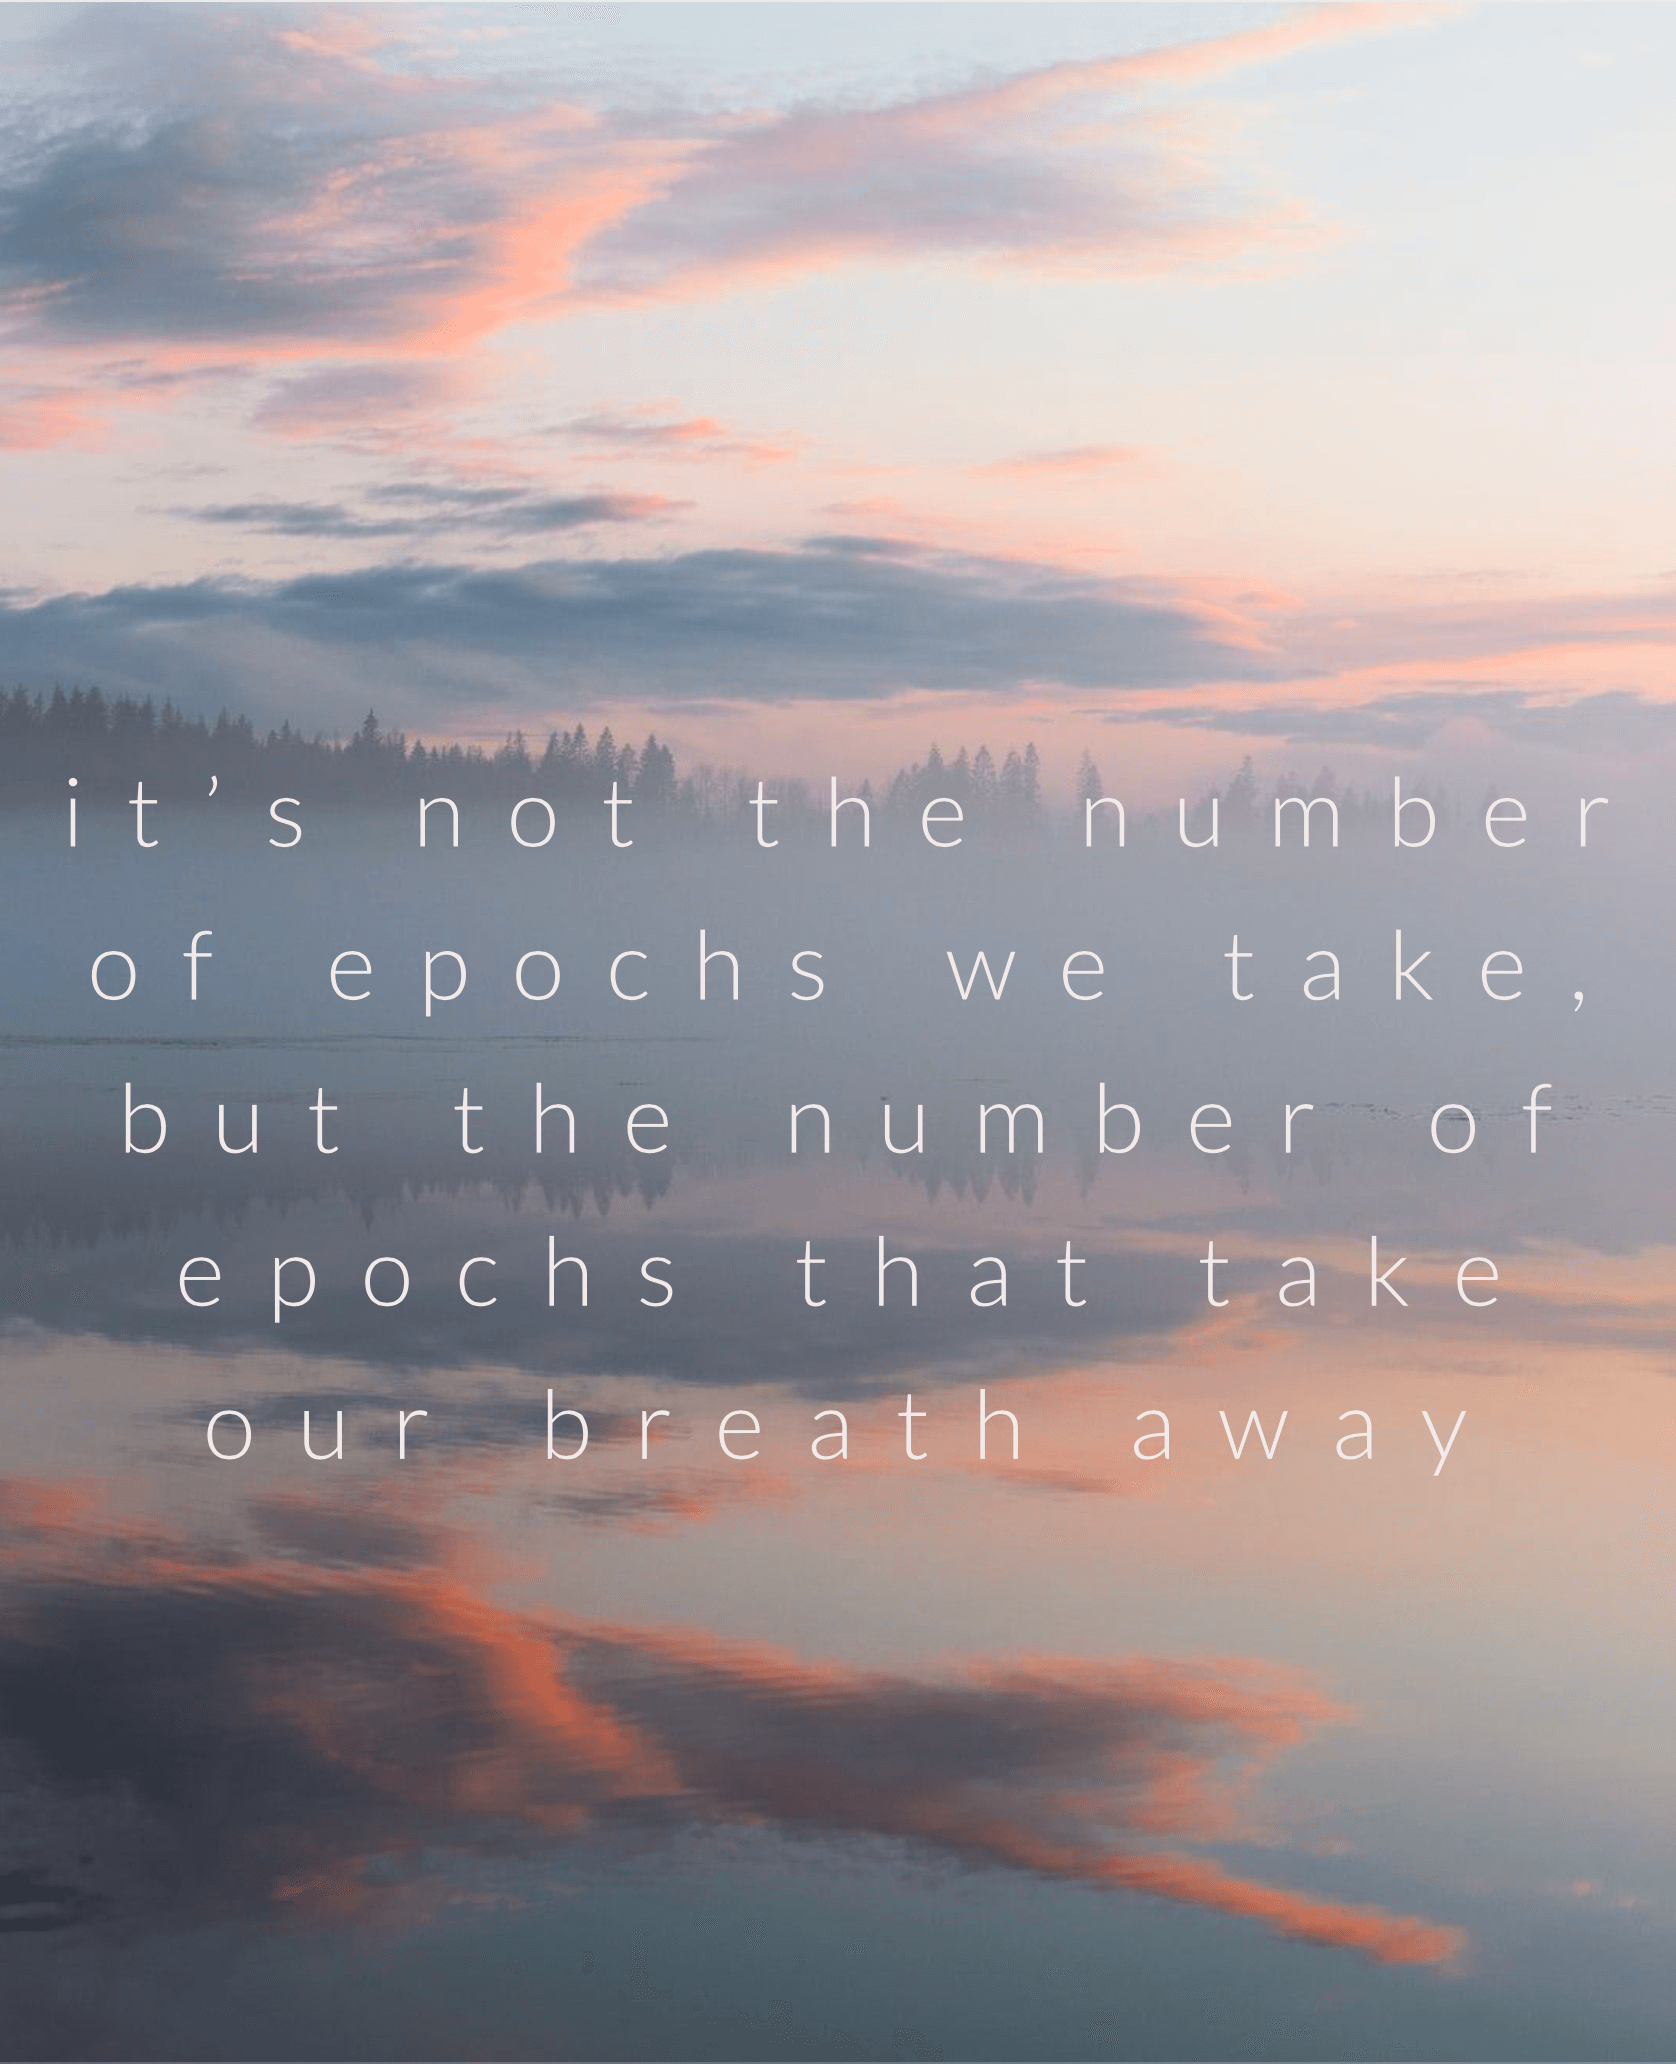 it’s not the number
of epochs we take,
but the number of
epochs that take
our breath away